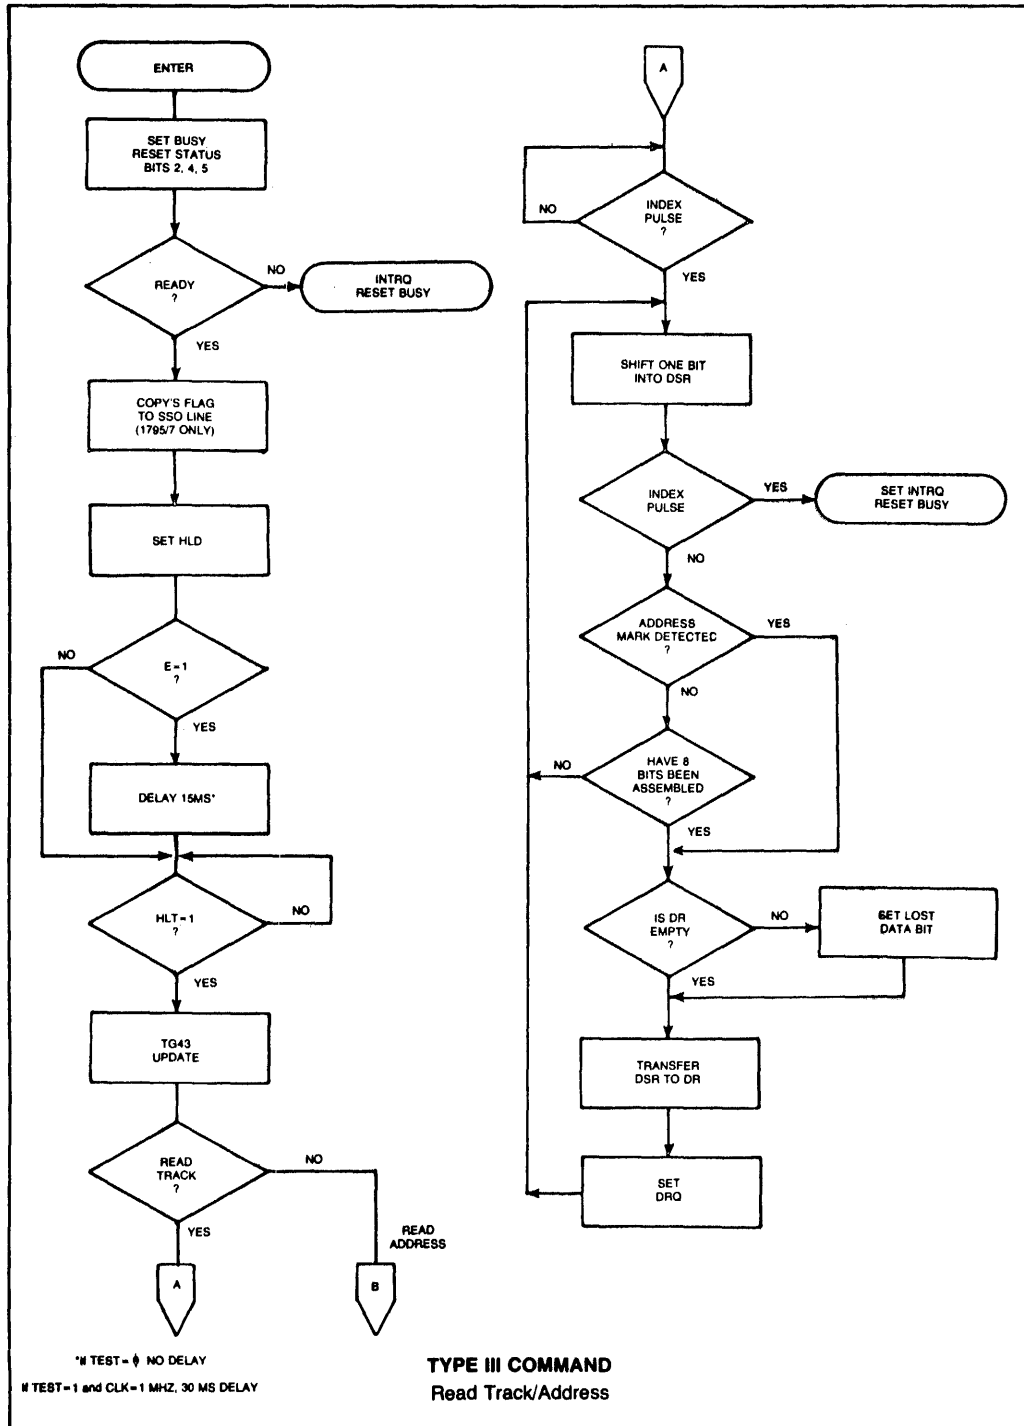 ENTER
SET BUSY
RESET STATUS
BITS 2, 4, 5
READY
?
NO
INTRQ
RESET BUSY
YES
COPY'S FLAG
TO SSO LINE
(1795/7 ONLY)
SET HLD
NO
E=1
?
YES
DELAY 15MS*
HLT=1
?
NO
YES
TG43
UPDATE
READ
TRACK
?
NO
YES
READ
ADDRESS
A
B
*If TEST=ϕ NO DELAY
If TEST=1 and CLK=1 MHZ, 30 MS DELAY
A
INDEX
PULSE
?
NO
YES
SHIFT ONE BIT
INTO DSR
INDEX
PULSE
YES
SET INTRQ
RESET BUSY
NO
ADDRESS
MARK DETECTED
?
YES
NO
HAVE 8
BITS BEEN
ASSEMBLED
?
NO
YES
IS DR
EMPTY
?
NO
SET LOST
DATA BIT
YES
TRANSFER
DSR TO DR
SET
DRQ
TYPE III COMMAND
Read Track/Address